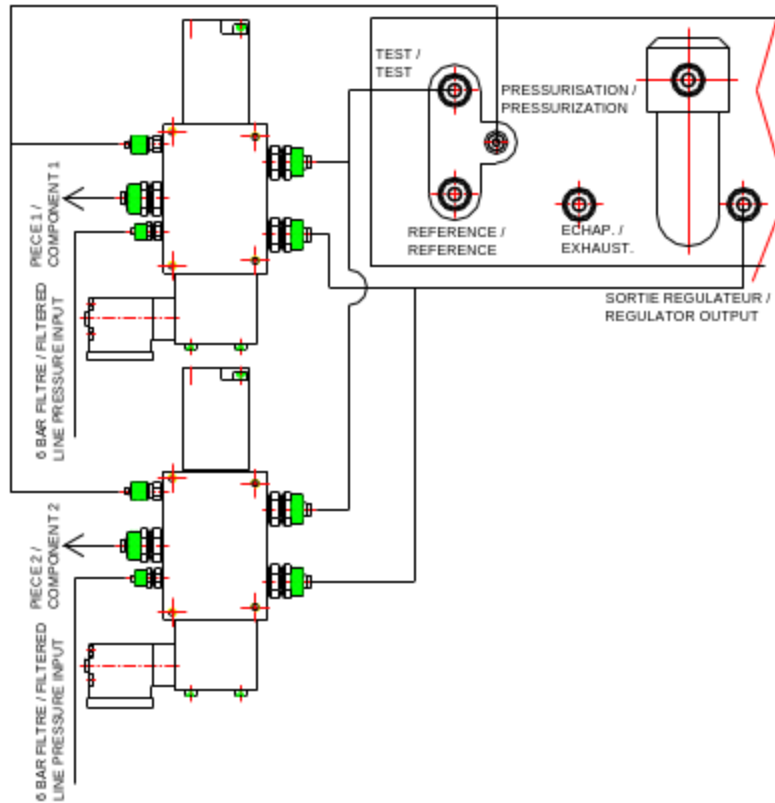 TEST /
TEST
PRESSURISATION /
PRESSURIZATION
REFERENCE /
REFERENCE
ECHAP. /
EXHAUST.
SORTIE REGULATEUR /
REGULATOR OUTPUT
PIECE 1 /
COMPONENT 1
6 BAR FILTRE / FILTERED
LINE PRESSURE INPUT
PIECE 2 /
COMPONENT 2
6 BAR FILTRE / FILTERED
LINE PRESSURE INPUT